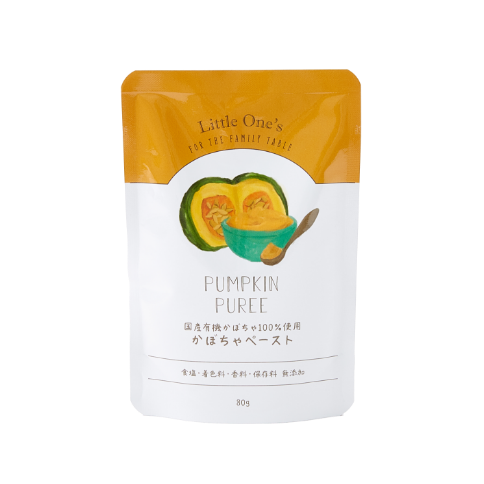 Little One's
FOR THE FAMILY TABLE
PUMPKIN
PUREE
国産有機かぼちゃ100%使用
かぼちゃペースト
食塩・着色料・香料・保存料 無添加
80g